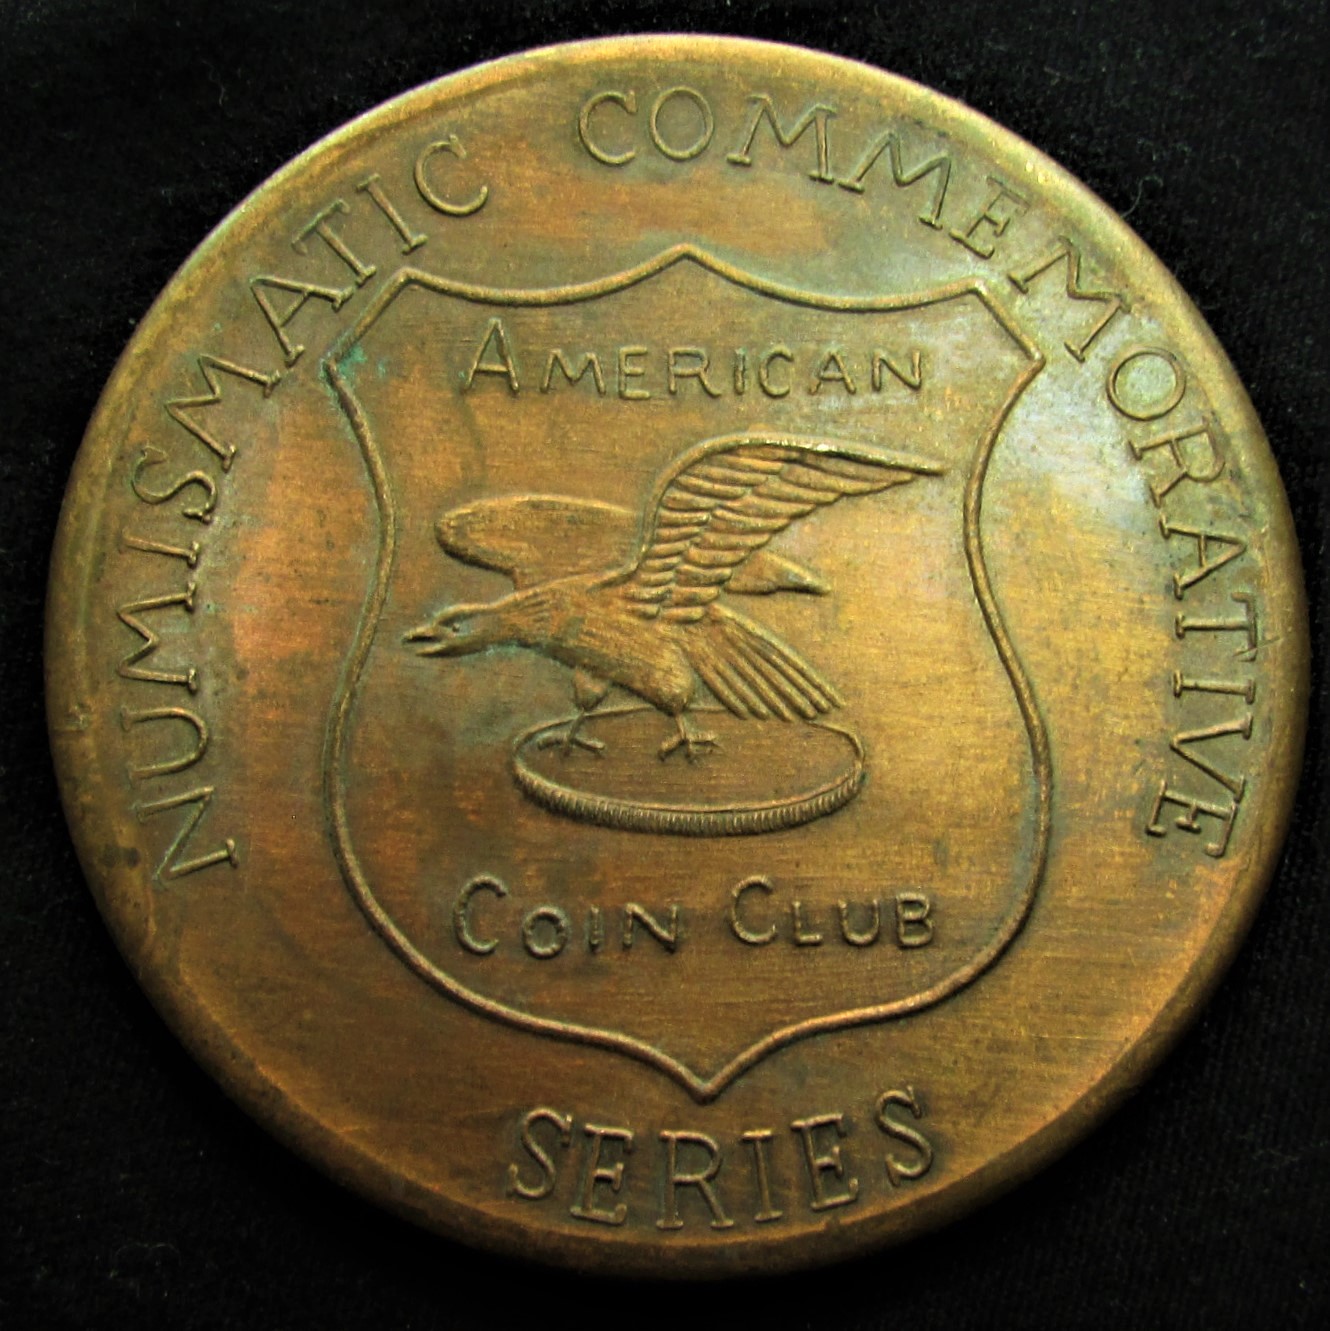 NUMISMATIC COMMEMORATIVE
AMERICAN
COIN CLUB
SERIES